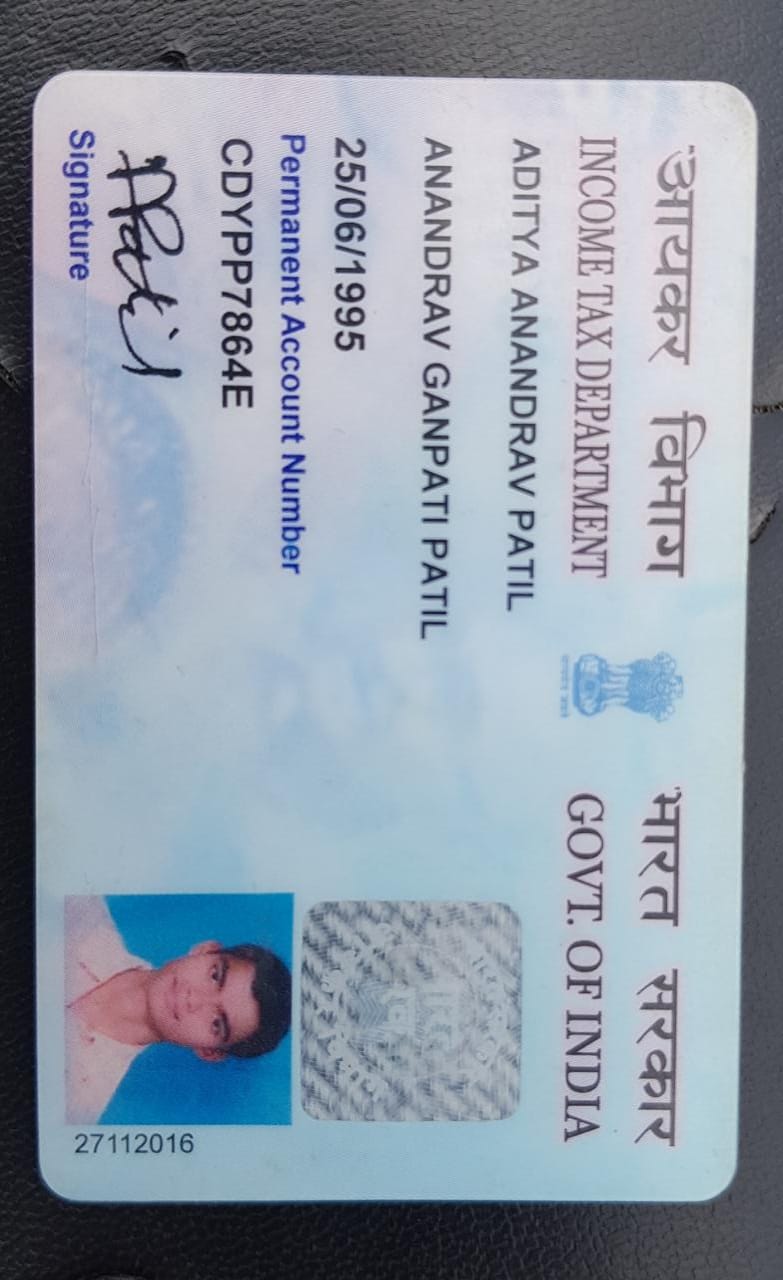 आयकर विभाग
INCOME TAX DEPARTMENT
भारत सरकार
GOVT. OF INDIA
ADITYA ANANDRAV PATIL
ANANDRAV GANPATI PATIL
25/06/1995
Permanent Account Number
CDYPP7864E
APatil
Signature
27112016